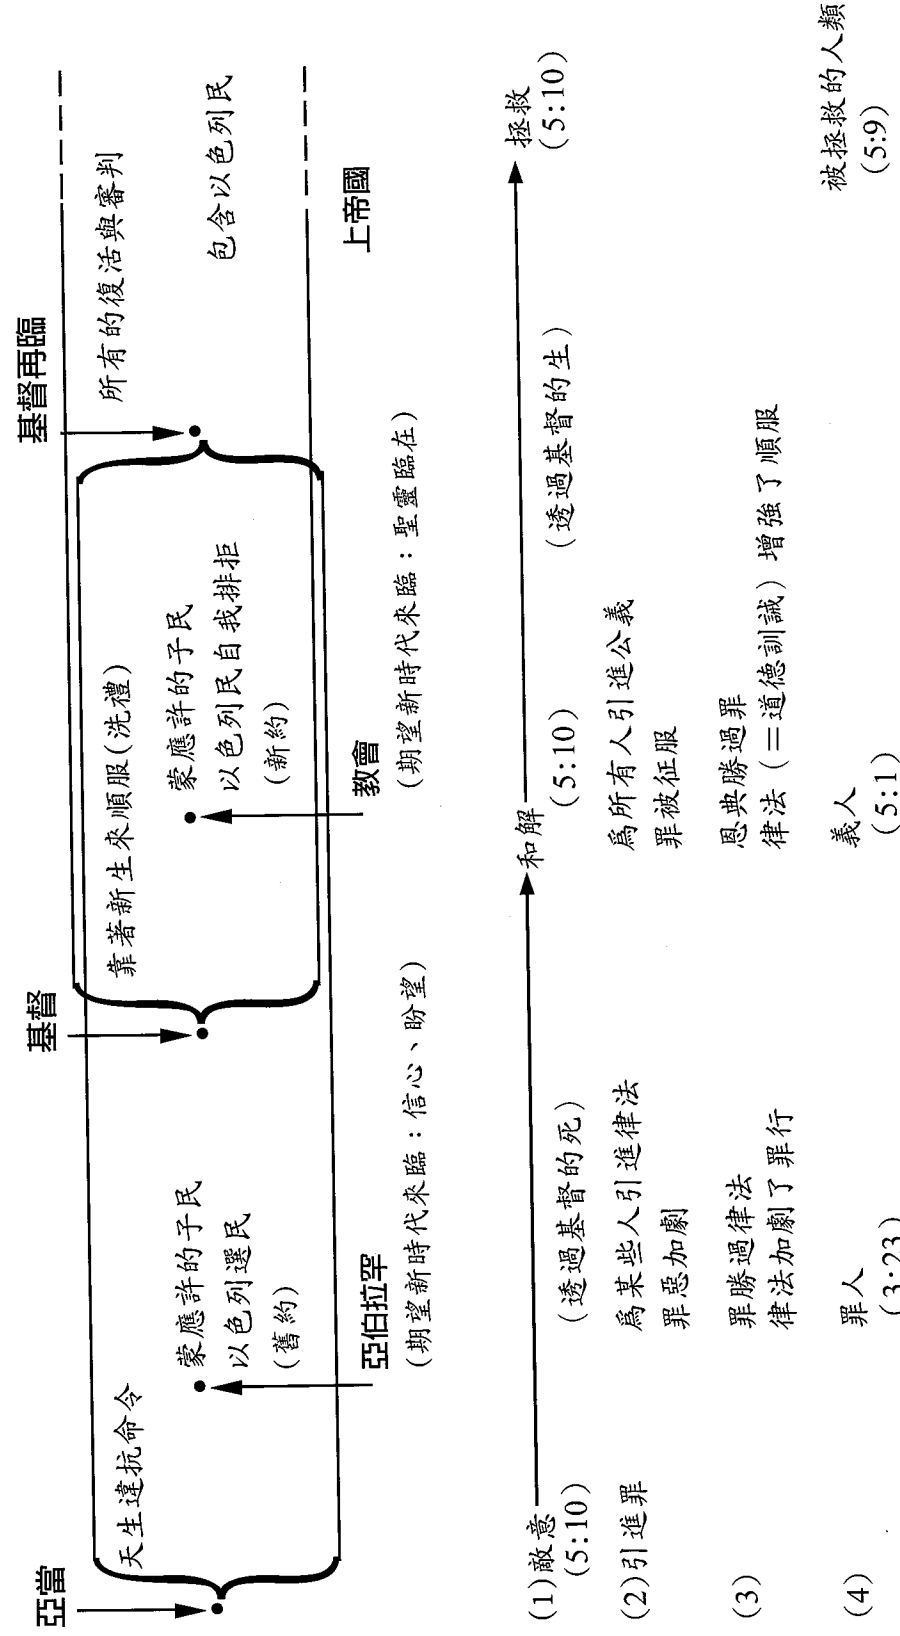 亞當
基督
基督再臨
天生違抗命令
靠著新生來順服(洗禮)
所有的復活與審判
蒙應許的子民
以色列選民
(舊約)
蒙應許的子民
以色列民自我排拒
(新約)
包含以色列民
亞伯拉罕
(期望新時代來臨：信心、盼望)
教會
(期望新時代來臨：聖靈臨在)
上帝國
(1)敵意
(5:10)
(透過基督的死)
和解
(5:10)
(透過基督的生)
拯救
(5:10)
(2)引進罪
為某些人引進律法
罪惡加劇
為所有人引進公義
罪被征服
(3)
罪勝過律法
律法加劇了罪行
恩典勝過罪
律法(＝道德訓誡) 增強了順服
(4)
罪人
(3:23)
義人
(5:1)
被拯救的人類
(5:9)